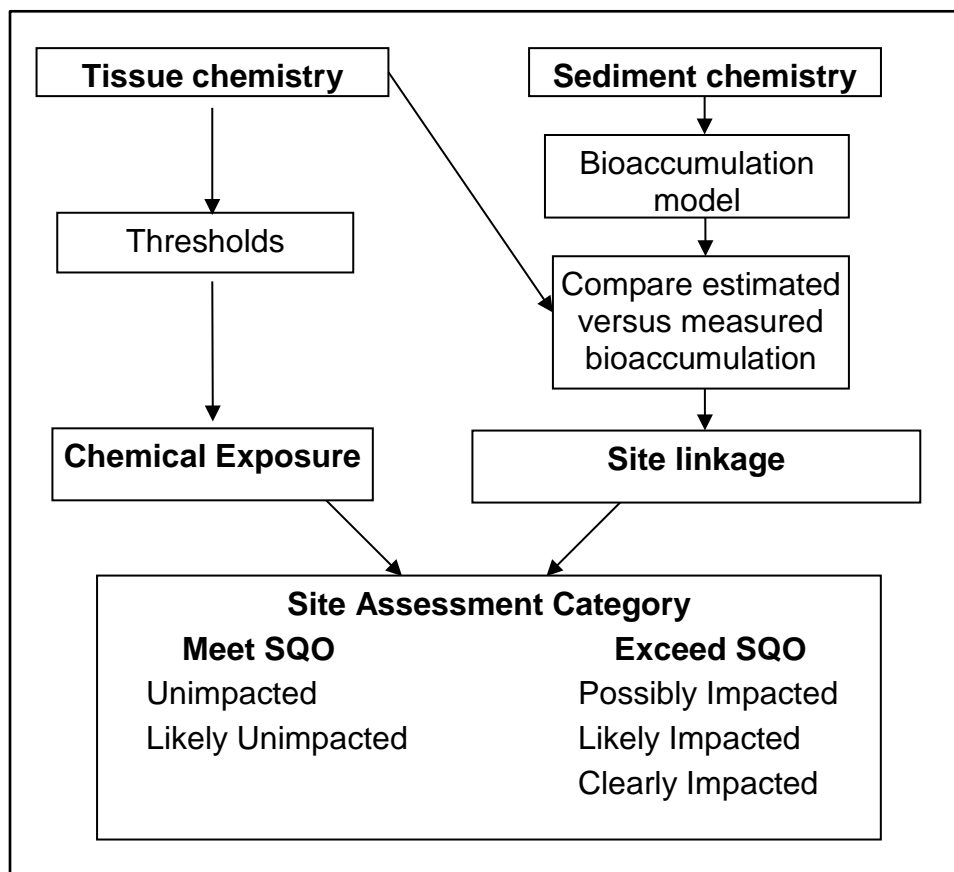 Tissue chemistry
Sediment chemistry
Bioaccumulation
model
Thresholds
Compare estimated
versus measured
bioaccumulation
Chemical Exposure
Site linkage
Site Assessment Category
Meet SQO
Exceed SQO
Unimpacted
Possibly Impacted
Likely Unimpacted
Likely Impacted
Clearly Impacted